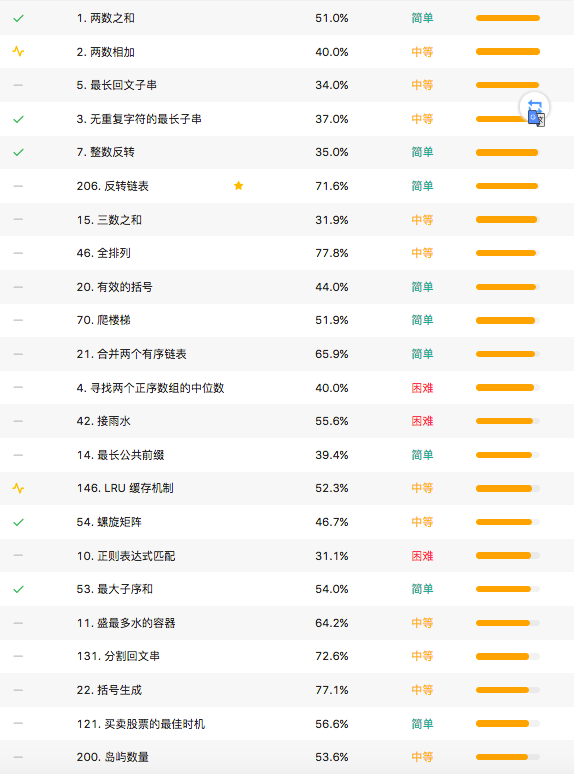 1. 两数之和 51.0% 简单
2. 两数相加 40.0% 中等
5. 最长回文子串 34.0% 中等
3. 无重复字符的最长子串 37.0% 中等
7. 整数反转 35.0% 简单
206. 反转链表 71.6% 简单
15. 三数之和 31.9% 中等
46. 全排列 77.8% 中等
20. 有效的括号 44.0% 简单
70. 爬楼梯 51.9% 简单
21. 合并两个有序链表 65.9% 简单
4. 寻找两个正序数组的中位数 40.0% 困难
42. 接雨水 55.6% 困难
14. 最长公共前缀 39.4% 简单
146. LRU 缓存机制 52.3% 中等
54. 螺旋矩阵 46.7% 中等
10. 正则表达式匹配 31.1% 困难
53. 最大子序和 54.0% 简单
11. 盛最多水的容器 64.2% 中等
131. 分割回文串 72.6% 中等
22. 括号生成 77.1% 中等
121. 买卖股票的最佳时机 56.6% 简单
200. 岛屿数量 53.6% 中等